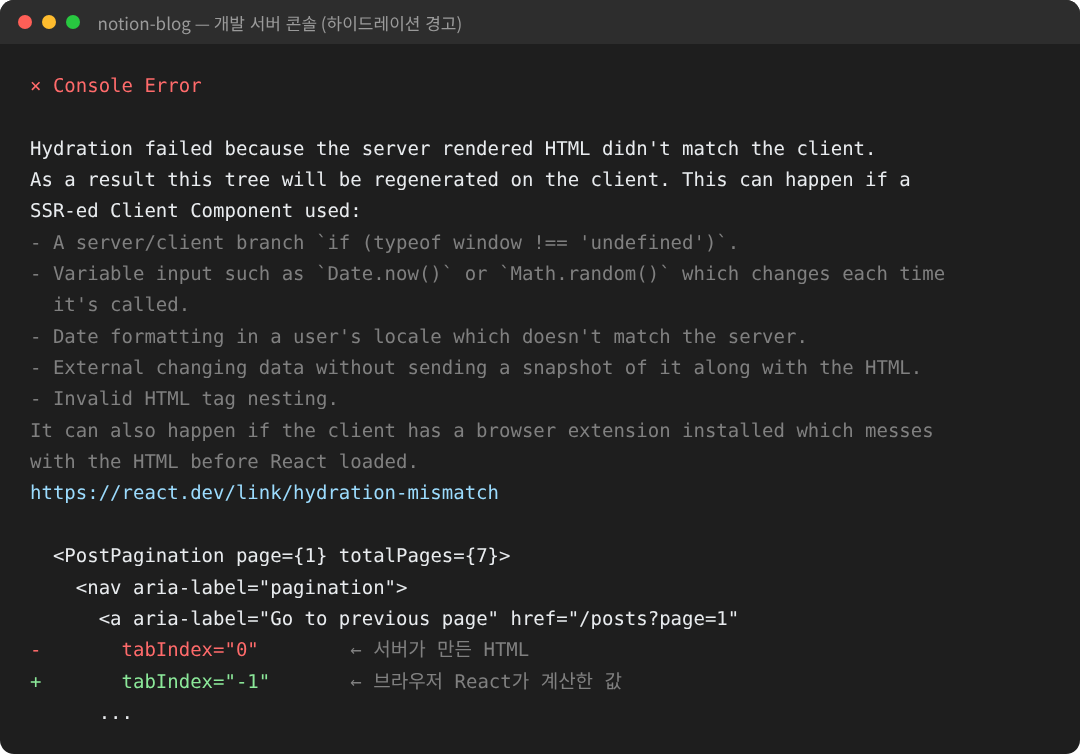 notion-blog — 개발 서버 콘솔 (하이드레이션 경고)
× Console Error
Hydration failed because the server rendered HTML didn't match the client.
As a result this tree will be regenerated on the client. This can happen if a
SSR-ed Client Component used:
- A server/client branch `if (typeof window !== 'undefined')`.
- Variable input such as `Date.now()` or `Math.random()` which changes each time
it's called.
- Date formatting in a user's locale which doesn't match the server.
- External changing data without sending a snapshot of it along with the HTML.
- Invalid HTML tag nesting.
It can also happen if the client has a browser extension installed which messes
with the HTML before React loaded.
https://react.dev/link/hydration-mismatch
<PostPagination page={1} totalPages={7}>
<nav aria-label="pagination">
<a aria-label="Go to previous page" href="/posts?page=1"
- tabIndex="0" ← 서버가 만든 HTML
+ tabIndex="-1" ← 브라우저 React가 계산한 값
...